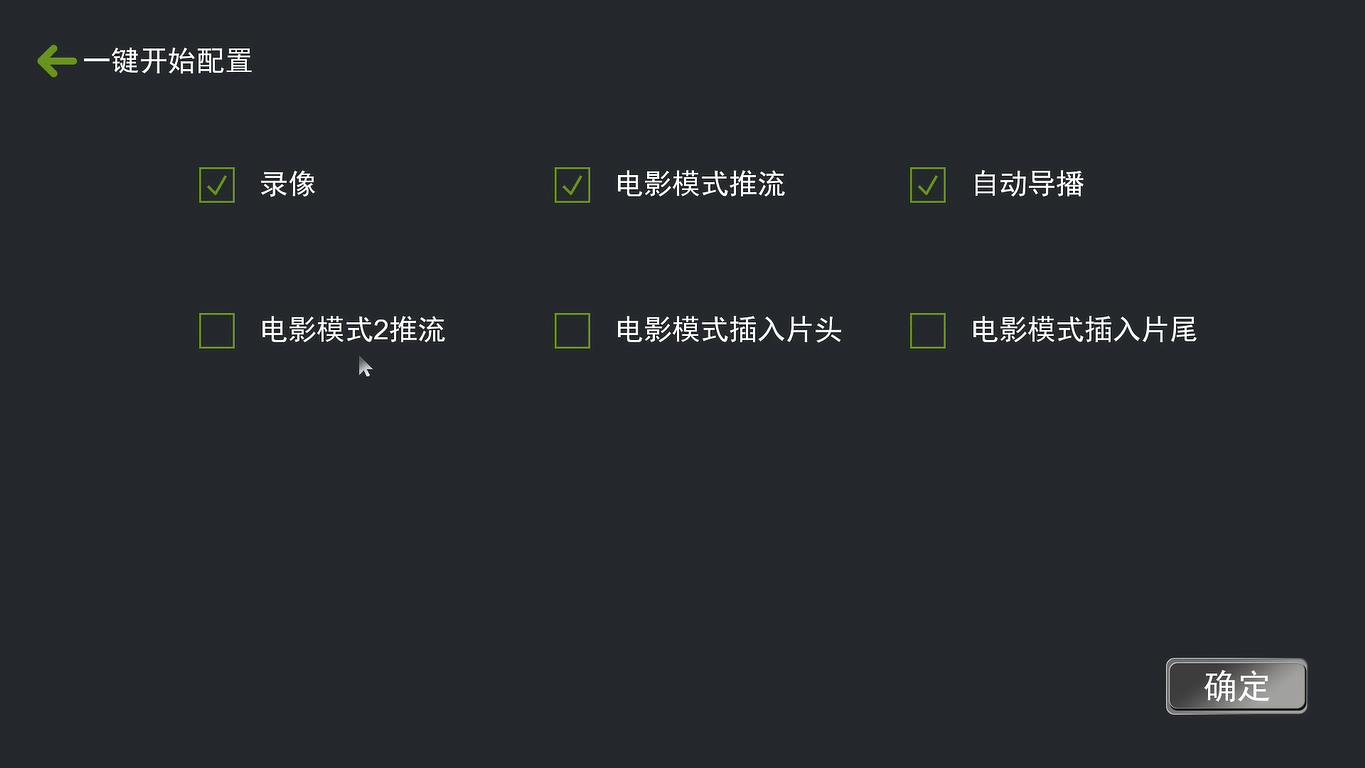 一键开始配置
录像
电影模式推流
自动导播
电影模式2推流
电影模式插入片头
电影模式插入片尾
确定